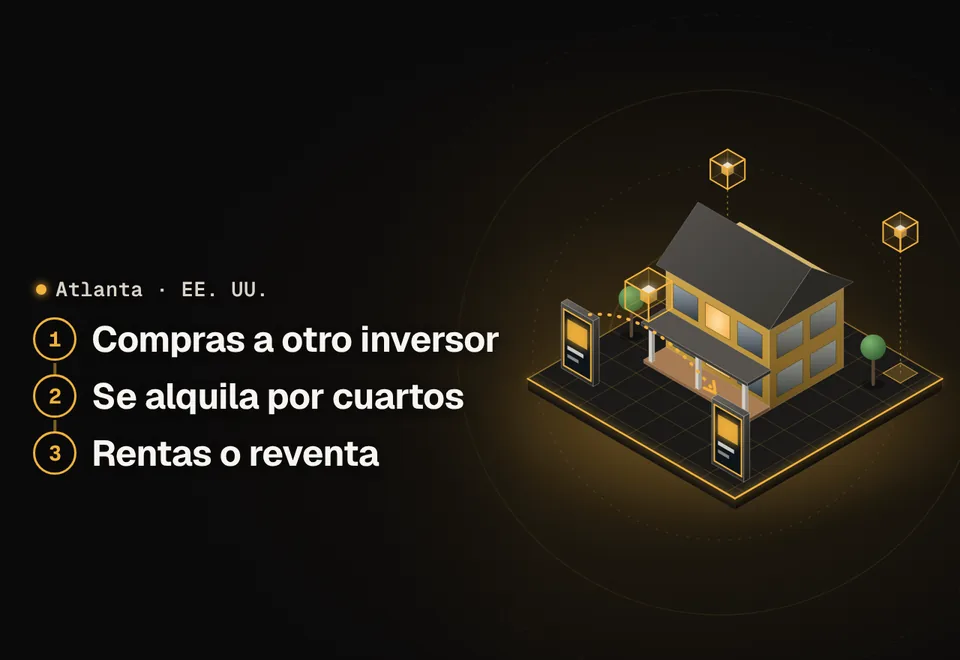 Atlanta · EE. UU.
1 Compras a otro inversor
2 Se alquila por cuartos
3 Rentas o reventa